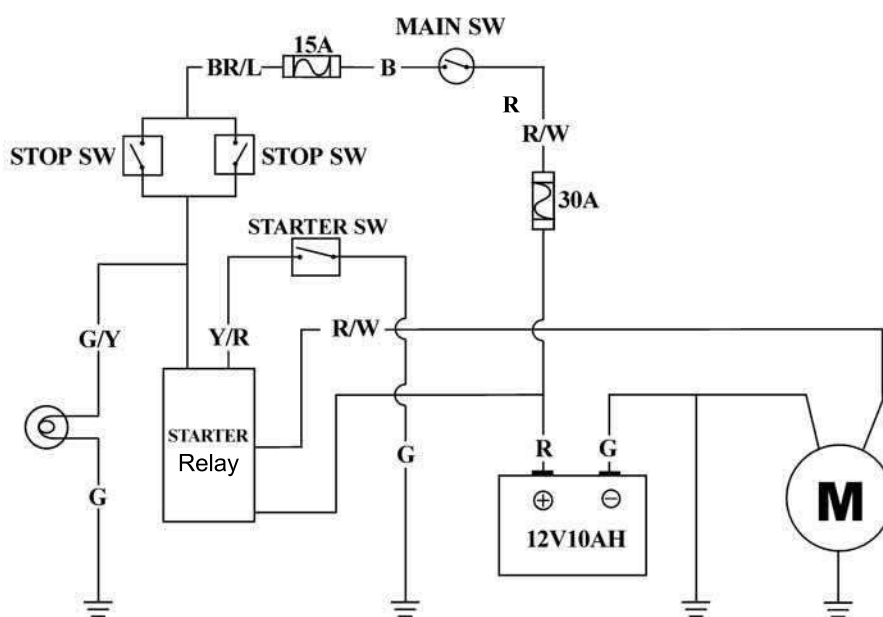 MAIN SW
15A
BR/L
B
R
R/W
STOP SW
STOP SW
30A
STARTER SW
G/Y
Y/R
R/W
STARTER
Relay
G
G
R
G
12V10AH
M